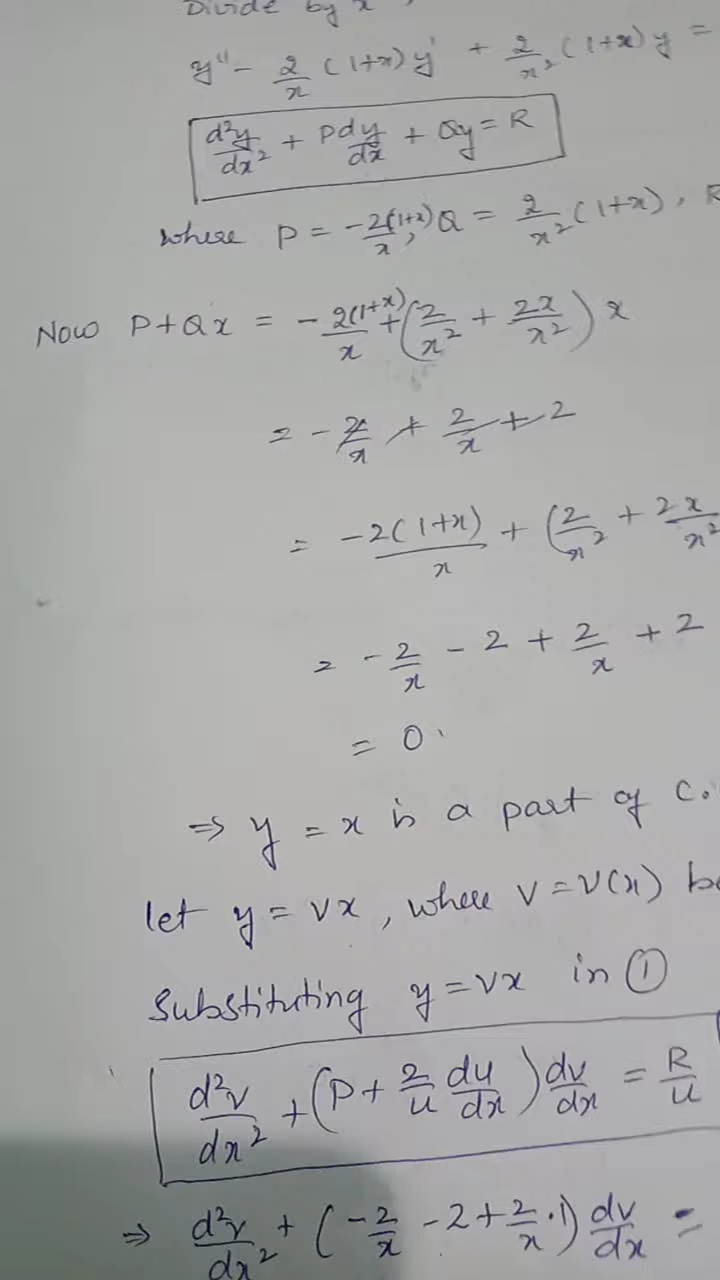 Divide by x
y" - 2/x (1+x) y' + 2/x² (1+x) y =
d²y/dx² + P dy/dx + Qy = R
where P = -2(1+x)/x, Q = 2/x² (1+x), R
Now P+Qx = - 2(1+x)/x + (2/x² + 2x/x²) x
= - 2/x + 2/x + 2
= -2(1+x)/x + (2/x² + 2x/x²
= - 2/x - 2 + 2/x + 2
= 0.
⇒ y = x is a part of C.
let y = vx, where v = v(x) be
Substituting y = vx in ①
d²v/dx² + (P + 2/u du/dx) dv/dx = R/u
⇒ d²v/dx² + (-2/x - 2 + 2/x · 1) dv/dx =